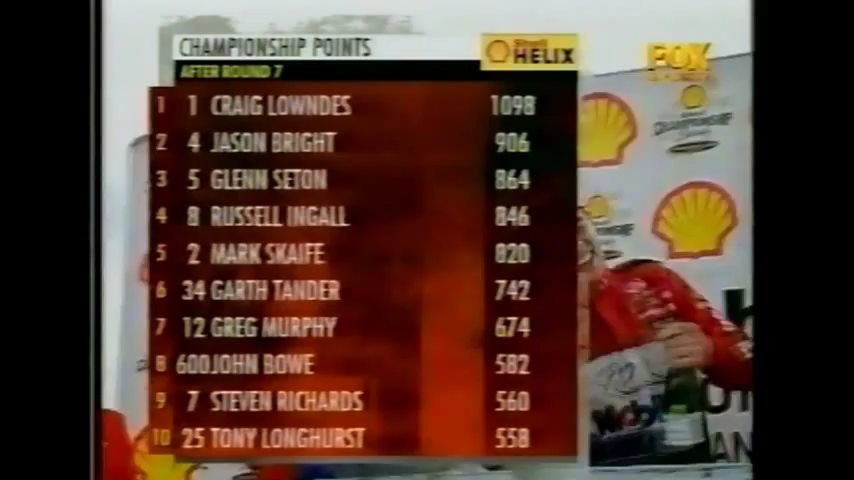 CHAMPIONSHIP POINTS
Shell HELIX
AFTER ROUND 7
FOX
1 1 CRAIG LOWNDES 1098
2 4 JASON BRIGHT 906
3 5 GLENN SETON 864
4 8 RUSSELL INGALL 846
5 2 MARK SKAIFE 820
6 34 GARTH TANDER 742
7 12 GREG MURPHY 674
8 600 JOHN BOWE 582
9 7 STEVEN RICHARDS 560
10 25 TONY LONGHURST 558
CHAMPIONSHIP